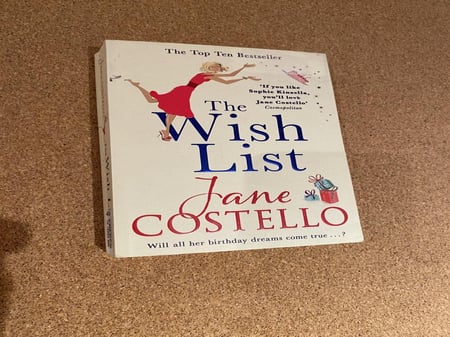 The Top Ten Bestseller
'If you like
Sophie Kinsella,
you'll love
Jane Costello'
Cosmopolitan
The
Wish
List
Jane
COSTELLO
Will all her birthday dreams come true . . . ?